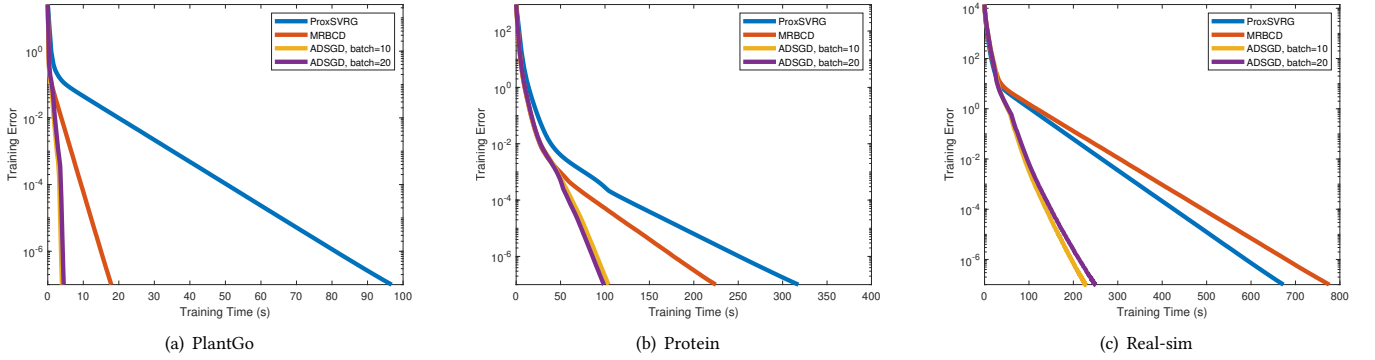 ProxSVRG
MRBCD
ADSGD, batch=10
ADSGD, batch=20
10^0
10^-2
10^-4
10^-6
Training Error
0 10 20 30 40 50 60 70 80 90 100
Training Time (s)
(a) PlantGo
ProxSVRG
MRBCD
ADSGD, batch=10
ADSGD, batch=20
10^2
10^0
10^-2
10^-4
10^-6
Training Error
0 50 100 150 200 250 300 350 400
Training Time (s)
(b) Protein
ProxSVRG
MRBCD
ADSGD, batch=10
ADSGD, batch=20
10^4
10^2
10^0
10^-2
10^-4
10^-6
Training Error
0 100 200 300 400 500 600 700 800
Training Time (s)
(c) Real-sim